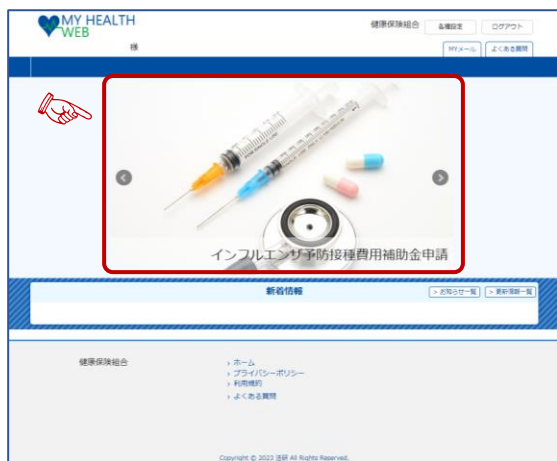 MY HEALTH
WEB
健康保険組合
各種設定
ログアウト
様
MYメール
よくある質問
インフルエンザ予防接種費用補助金申請
新着情報
> お知らせ一覧
> 更新情報一覧
健康保険組合
› ホーム
› プライバシーポリシー
› 利用規約
› よくある質問
Copyright © 2023 法研 All Rights Reserved.